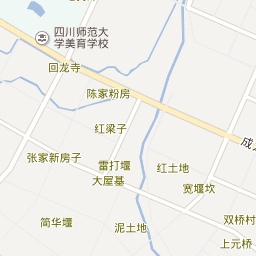 四川师范大
学美育学校
回龙寺
陈家粉房
成
红梁子
张家新房子
雷打堰
大屋基
红土地
宽堰坎
简华堰
泥土地
双桥村
上元桥